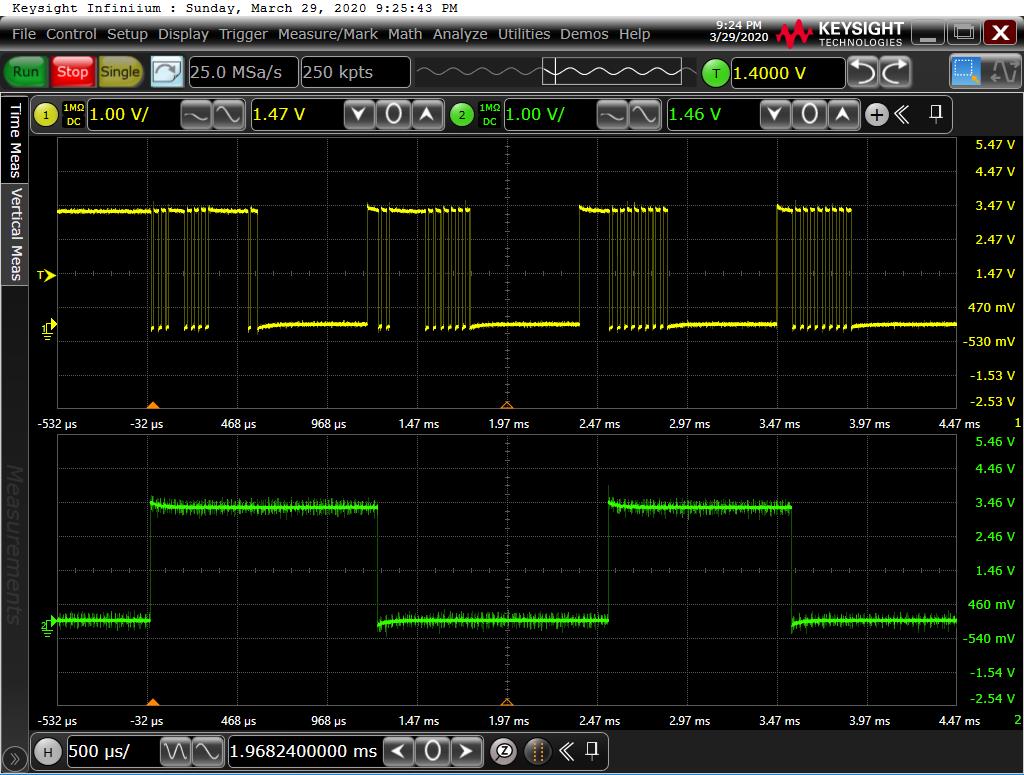 Keysight Infiniium : Sunday, March 29, 2020 9:25:43 PM
File Control Setup Display Trigger Measure/Mark Math Analyze Utilities Demos Help
9:24 PM
3/29/2020
KEYSIGHT
TECHNOLOGIES
Run Stop Single 25.0 MSa/s 250 kpts T 1.4000 V
1 1MΩ DC 1.00 V/ 1.47 V 0 2 1MΩ DC 1.00 V/ 1.46 V 0
Time Meas
Vertical Meas
Measurements
5.47 V
4.47 V
3.47 V
2.47 V
T 1.47 V
470 mV
1 -530 mV
-1.53 V
-2.53 V
-532 µs -32 µs 468 µs 968 µs 1.47 ms 1.97 ms 2.47 ms 2.97 ms 3.47 ms 3.97 ms 4.47 ms 1
5.46 V
4.46 V
3.46 V
2.46 V
1.46 V
460 mV
2 -540 mV
-1.54 V
-2.54 V
-532 µs -32 µs 468 µs 968 µs 1.47 ms 1.97 ms 2.47 ms 2.97 ms 3.47 ms 3.97 ms 4.47 ms 2
H 500 µs/ 1.9682400000 ms 0 Z